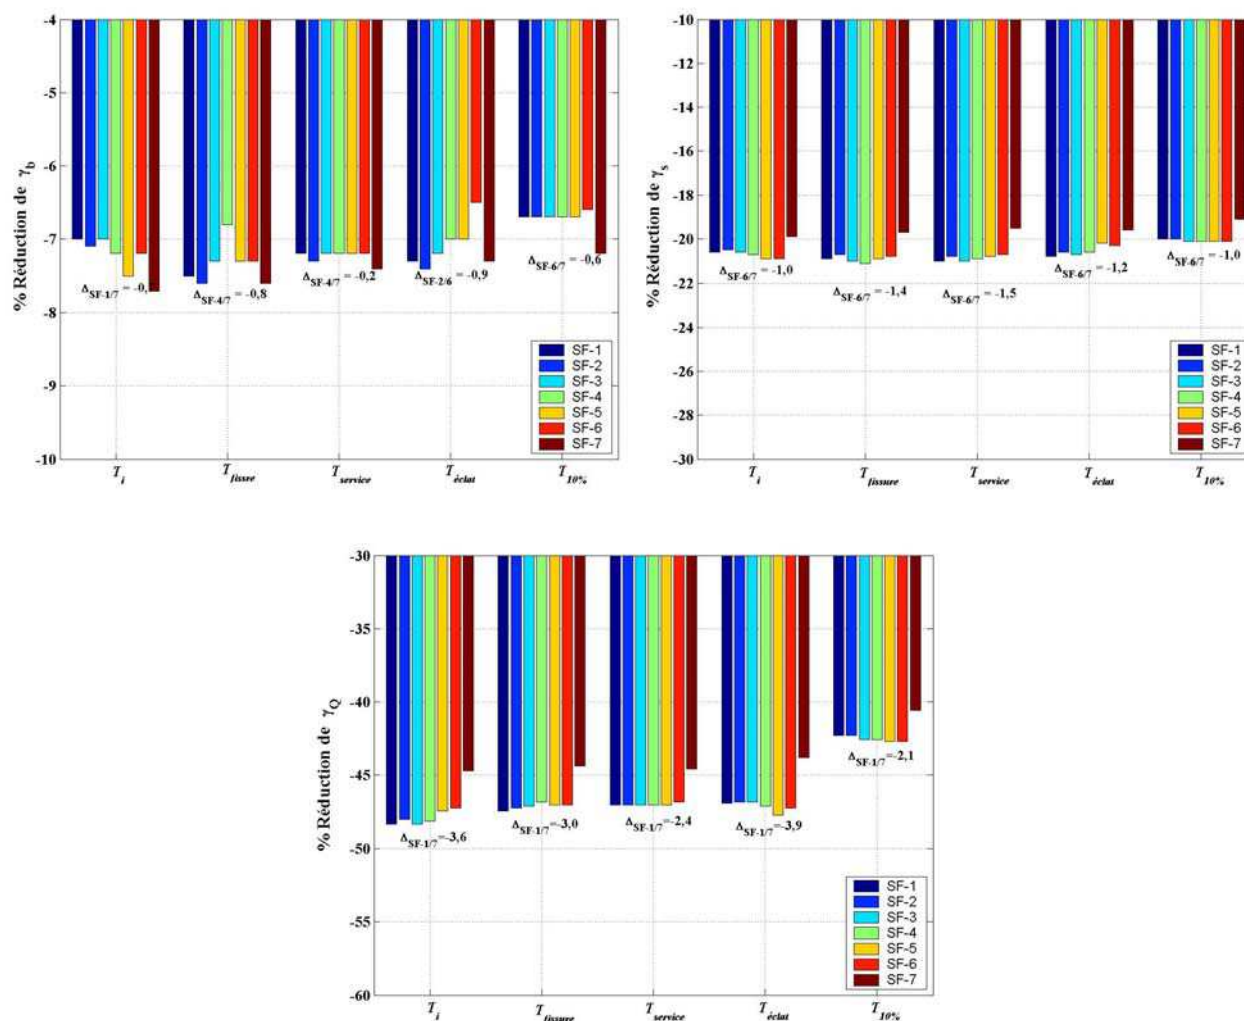 % Réduction de γb
-4
-5
-6
-7
-8
-9
-10
ΔSF-1/7 = -0,
ΔSF-4/7 = -0,8
ΔSF-4/7 = -0,2
ΔSF-2/6 = -0,9
ΔSF-6/7 = -0,6
SF-1
SF-2
SF-3
SF-4
SF-5
SF-6
SF-7
Ti Tfissre Tservice Téclat T10%
% Réduction de γs
-10
-12
-14
-16
-18
-20
-22
-24
-26
-28
-30
ΔSF-6/7 = -1,0
ΔSF-6/7 = -1,4
ΔSF-6/7 = -1,5
ΔSF-6/7 = -1,2
ΔSF-6/7 = -1,0
SF-1
SF-2
SF-3
SF-4
SF-5
SF-6
SF-7
Ti Tfissure Tservice Téclat T10%
% Réduction de γQ
-30
-35
-40
-45
-50
-55
-60
ΔSF-1/7=-3,6
ΔSF-1/7=-3,0
ΔSF-1/7=-2,4
ΔSF-1/7=-3,9
ΔSF-1/7=-2,1
SF-1
SF-2
SF-3
SF-4
SF-5
SF-6
SF-7
Ti Tfissure Tservice Téclat T10%